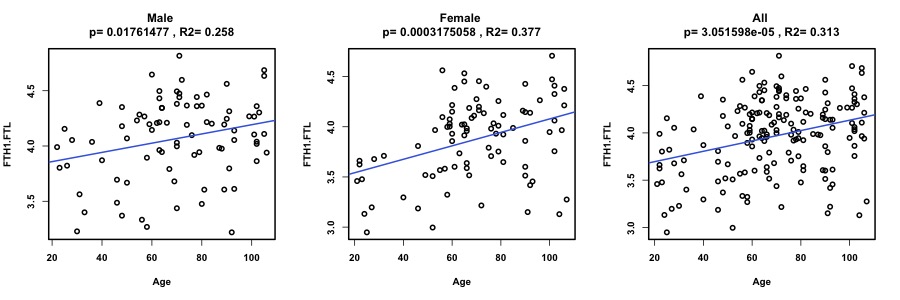 Male
p= 0.01761477 , R2= 0.258
FTH1.FTL
4.5
4.0
3.5
20 40 60 80 100
Age
Female
p= 0.0003175058 , R2= 0.377
FTH1.FTL
4.5
4.0
3.5
3.0
20 40 60 80 100
Age
All
p= 3.051598e-05 , R2= 0.313
FTH1.FTL
4.5
4.0
3.5
3.0
20 40 60 80 100
Age